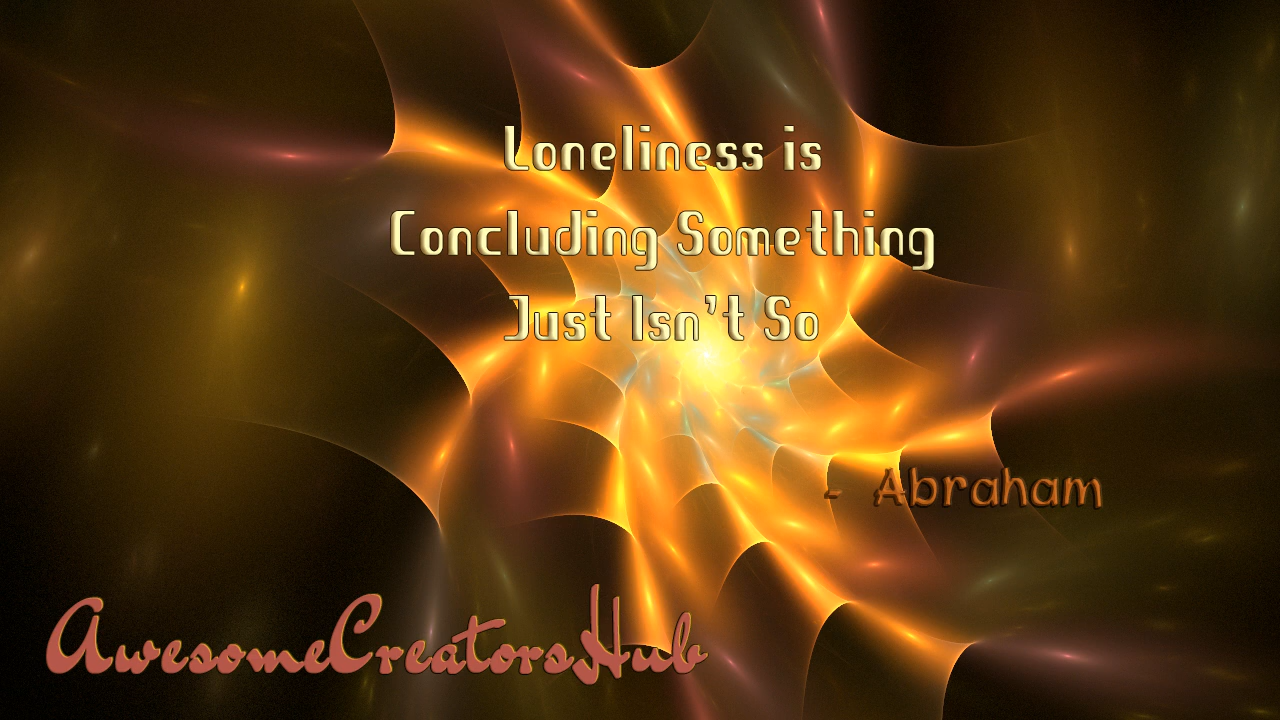 Loneliness is
Concluding Something
Just Isn't So
- Abraham
AwesomeCreatorsHub